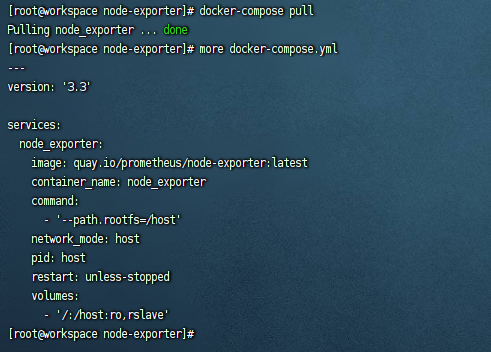 [root@workspace node-exporter]# docker-compose pull
Pulling node_exporter ... done
[root@workspace node-exporter]# more docker-compose.yml
---
version: '3.3'

services:
  node_exporter:
    image: quay.io/prometheus/node-exporter:latest
    container_name: node_exporter
    command:
      - '--path.rootfs=/host'
    network_mode: host
    pid: host
    restart: unless-stopped
    volumes:
      - '/:/host:ro,rslave'
[root@workspace node-exporter]#